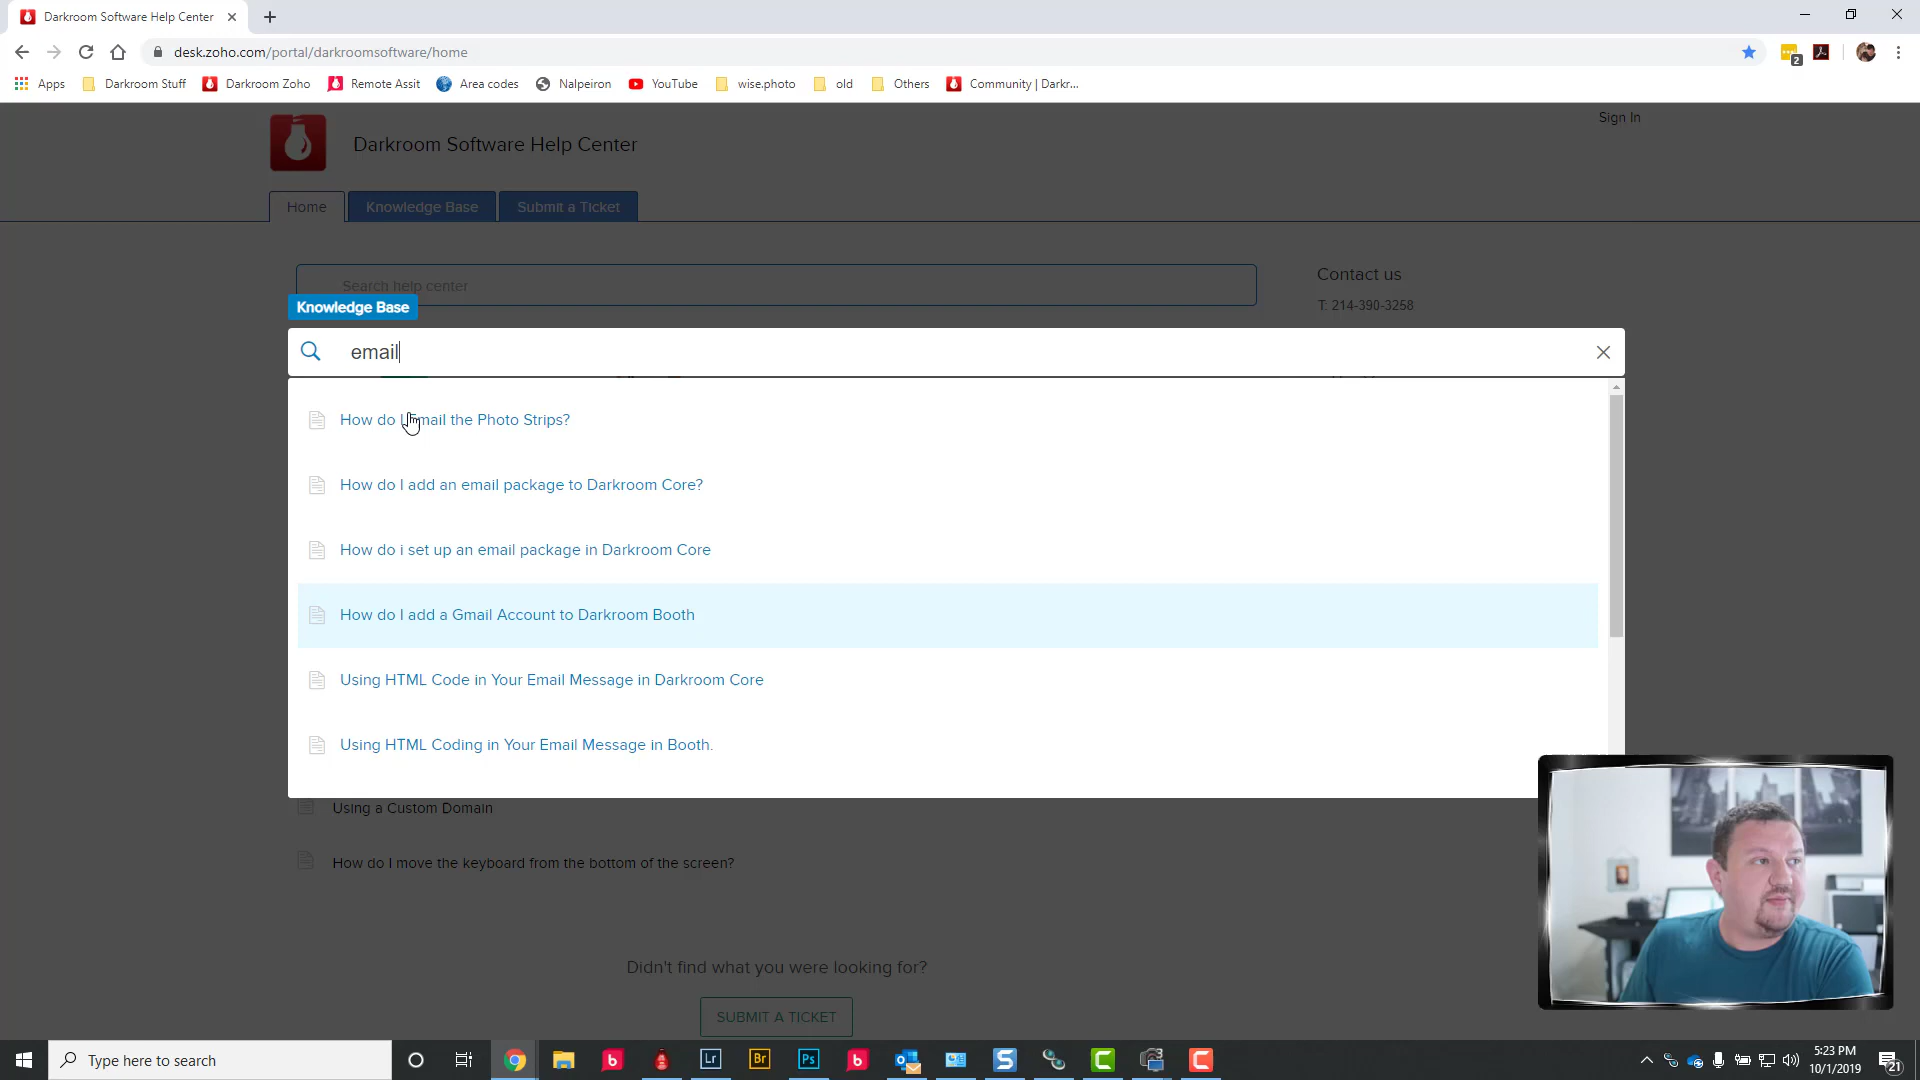 Darkroom Software Help Center
desk.zoho.com/portal/darkroomsoftware/home
2
Apps Darkroom Stuff Darkroom Zoho Remote Assit Area codes Nalpeiron YouTube wise.photo old Others Community | Darkr...
Sign In
Darkroom Software Help Center
Home Knowledge Base Submit a Ticket
Search help center
Contact us
T: 214-390-3258
Knowledge Base
email
How do I Email the Photo Strips?
How do I add an email package to Darkroom Core?
How do i set up an email package in Darkroom Core
How do I add a Gmail Account to Darkroom Booth
Using HTML Code in Your Email Message in Darkroom Core
Using HTML Coding in Your Email Message in Booth.
Using a Custom Domain
How do I move the keyboard from the bottom of the screen?
Didn't find what you were looking for?
SUBMIT A TICKET
Type here to search
Lr Br Ps
5:23 PM
10/1/2019
21